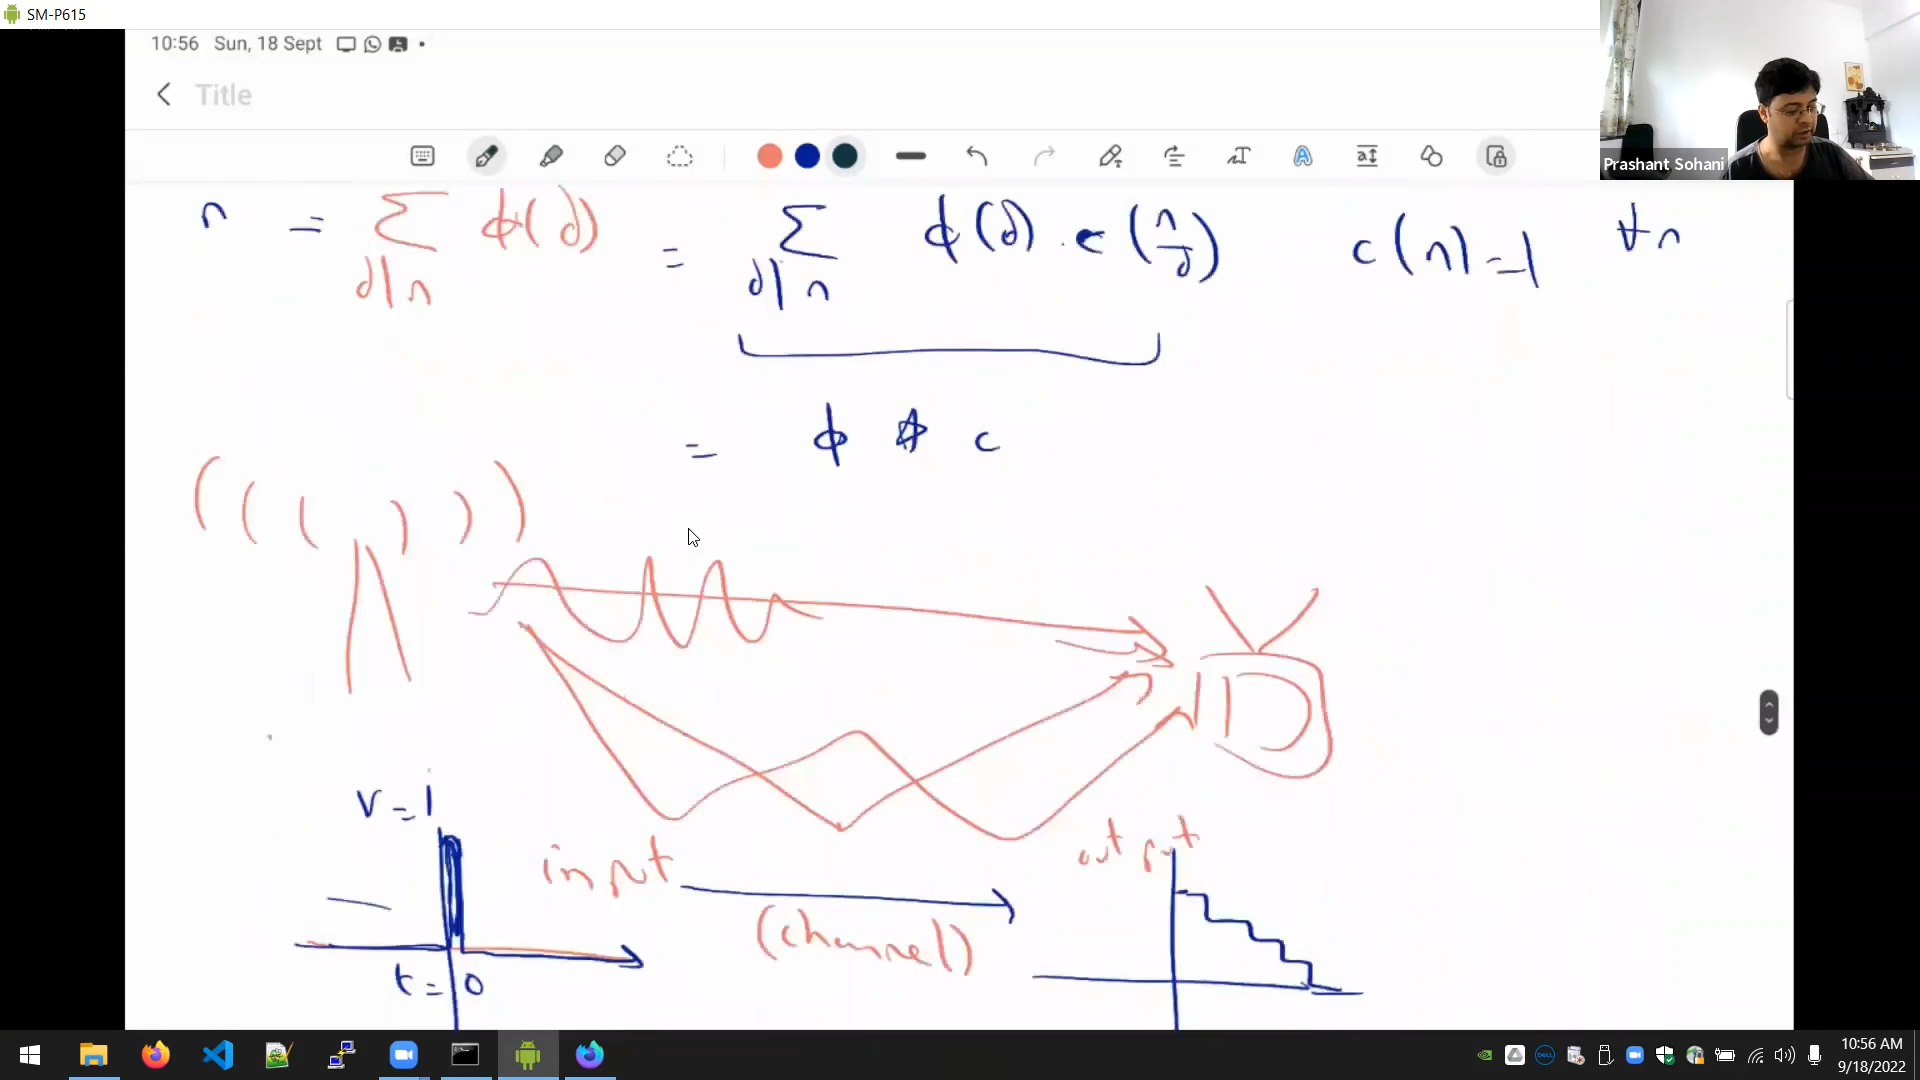 SM-P615
10:56 Sun, 18 Sept
Title
Prashant Sohani
n = ∑ ϕ(d) = ∑ ϕ(d) · c(n/d) c(n) = 1 ∀n
d|n d|n
= ϕ * c
v = 1
input
output
(channel)
t = 0
10:56 AM
9/18/2022